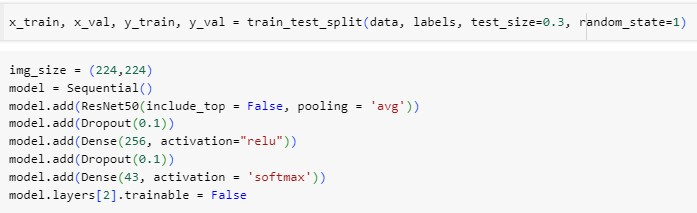 x_train, x_val, y_train, y_val = train_test_split(data, labels, test_size=0.3, random_state=1)
img_size = (224,224)
model = Sequential()
model.add(ResNet50(include_top = False, pooling = 'avg'))
model.add(Dropout(0.1))
model.add(Dense(256, activation="relu"))
model.add(Dropout(0.1))
model.add(Dense(43, activation = 'softmax'))
model.layers[2].trainable = False